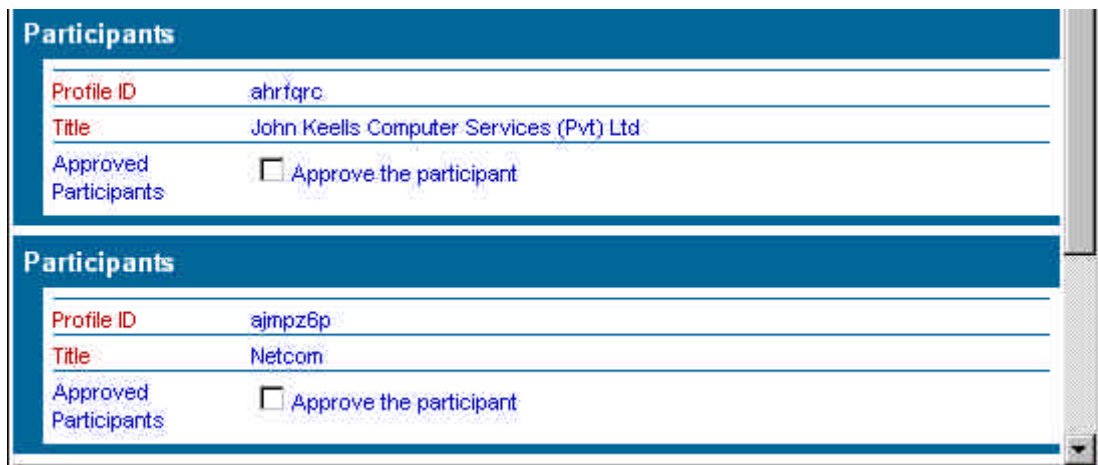 Participants
Profile ID ahrfqrc
Title John Keells Computer Services (Pvt) Ltd
Approved Participants Approve the participant
Participants
Profile ID ajmpz6p
Title Netcom
Approved Participants Approve the participant